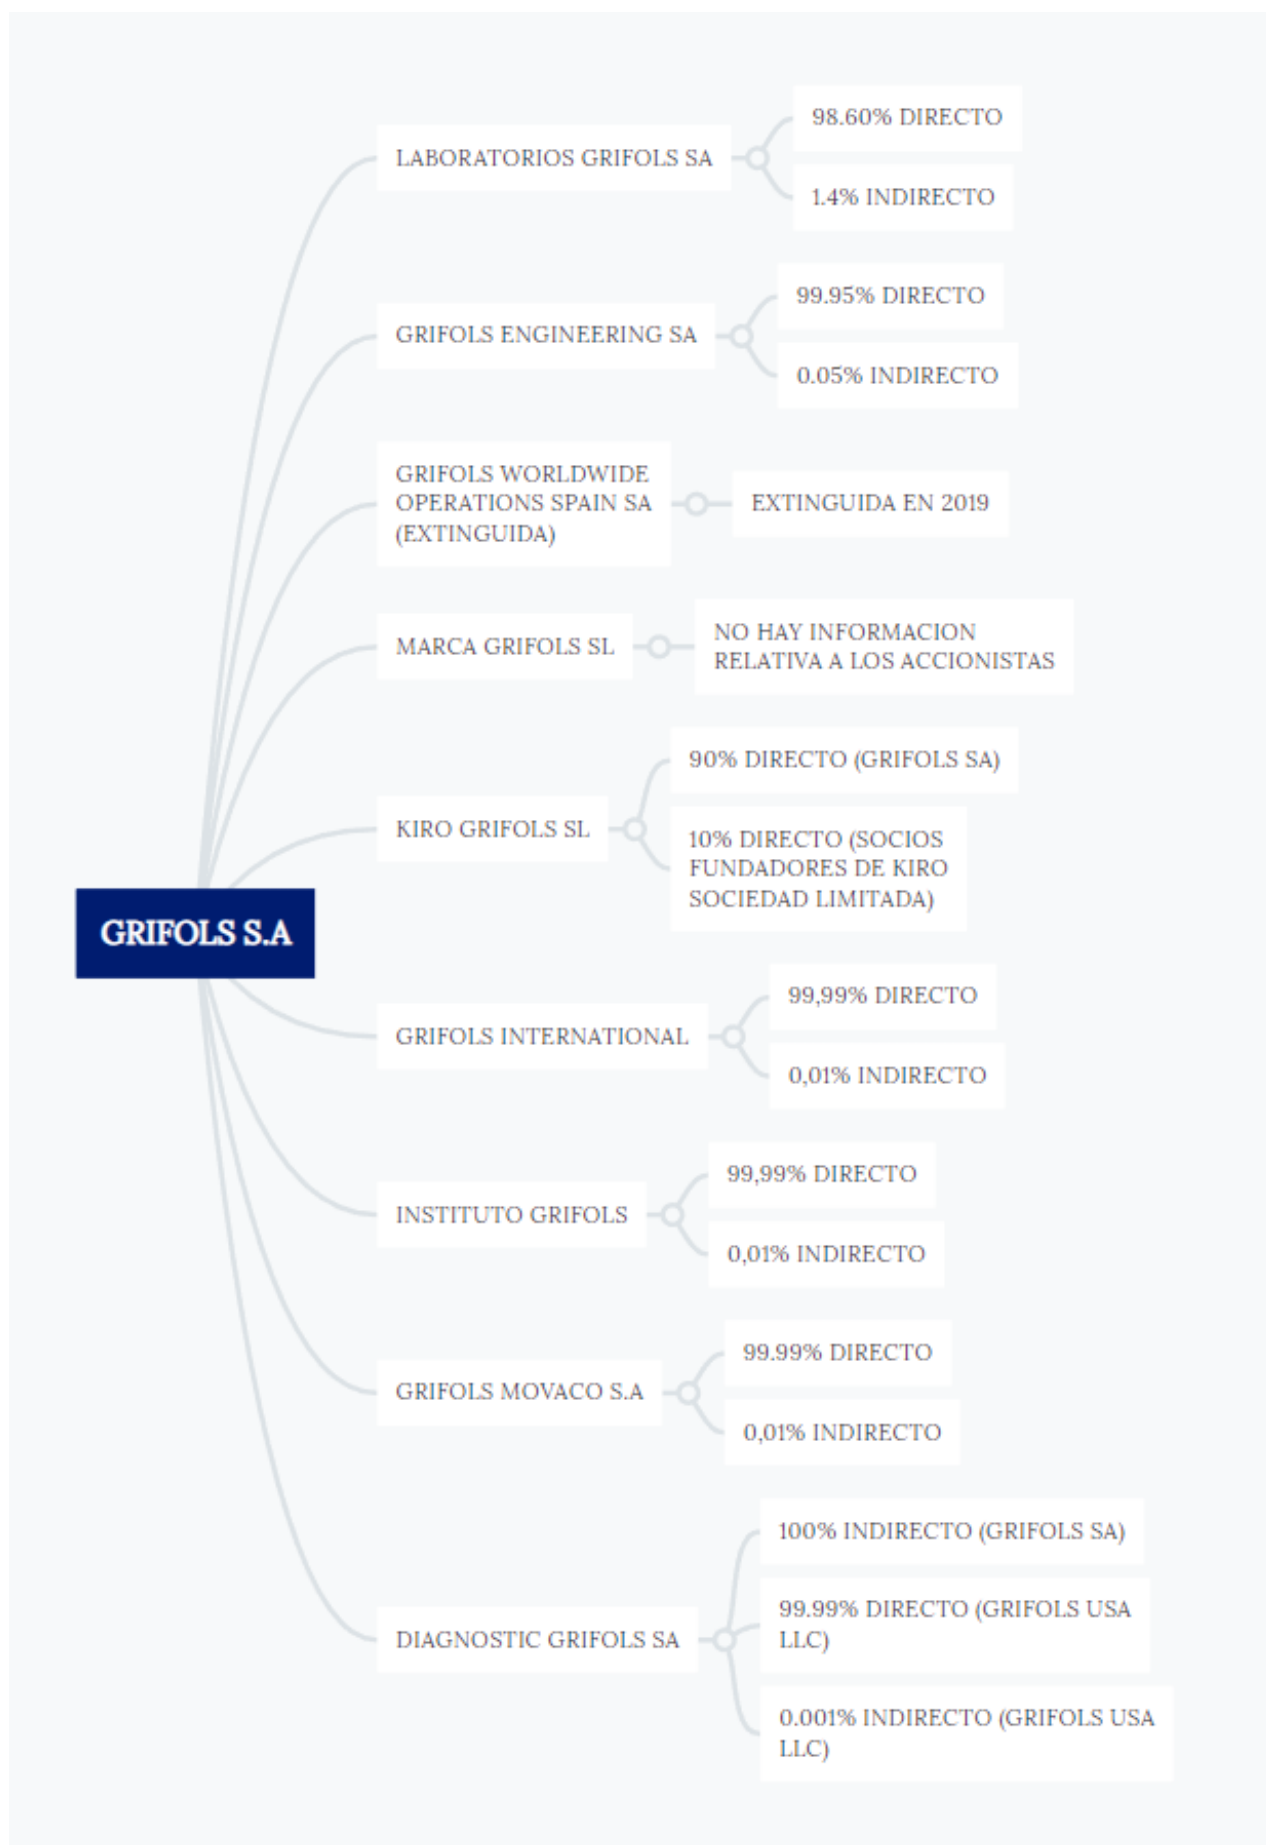 GRIFOLS S.A
LABORATORIOS GRIFOLS SA
98.60% DIRECTO
1.4% INDIRECTO
GRIFOLS ENGINEERING SA
99.95% DIRECTO
0.05% INDIRECTO
GRIFOLS WORLDWIDE
OPERATIONS SPAIN SA
(EXTINGUIDA)
EXTINGUIDA EN 2019
MARCA GRIFOLS SL
NO HAY INFORMACION
RELATIVA A LOS ACCIONISTAS
KIRO GRIFOLS SL
90% DIRECTO (GRIFOLS SA)
10% DIRECTO (SOCIOS
FUNDADORES DE KIRO
SOCIEDAD LIMITADA)
GRIFOLS INTERNATIONAL
99,99% DIRECTO
0,01% INDIRECTO
INSTITUTO GRIFOLS
99,99% DIRECTO
0,01% INDIRECTO
GRIFOLS MOVACO S.A
99.99% DIRECTO
0,01% INDIRECTO
DIAGNOSTIC GRIFOLS SA
100% INDIRECTO (GRIFOLS SA)
99.99% DIRECTO (GRIFOLS USA
LLC)
0.001% INDIRECTO (GRIFOLS USA
LLC)